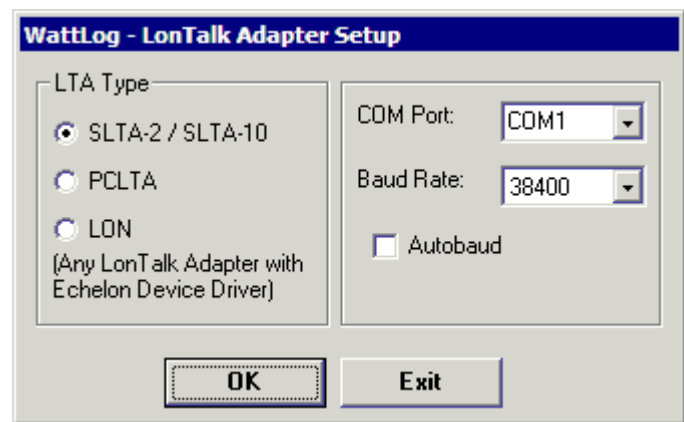 WattLog - LonTalk Adapter Setup
LTA Type
SLTA-2 / SLTA-10
PCLTA
LON
(Any LonTalk Adapter with
Echelon Device Driver)
COM Port: COM1
Baud Rate: 38400
Autobaud
OK
Exit